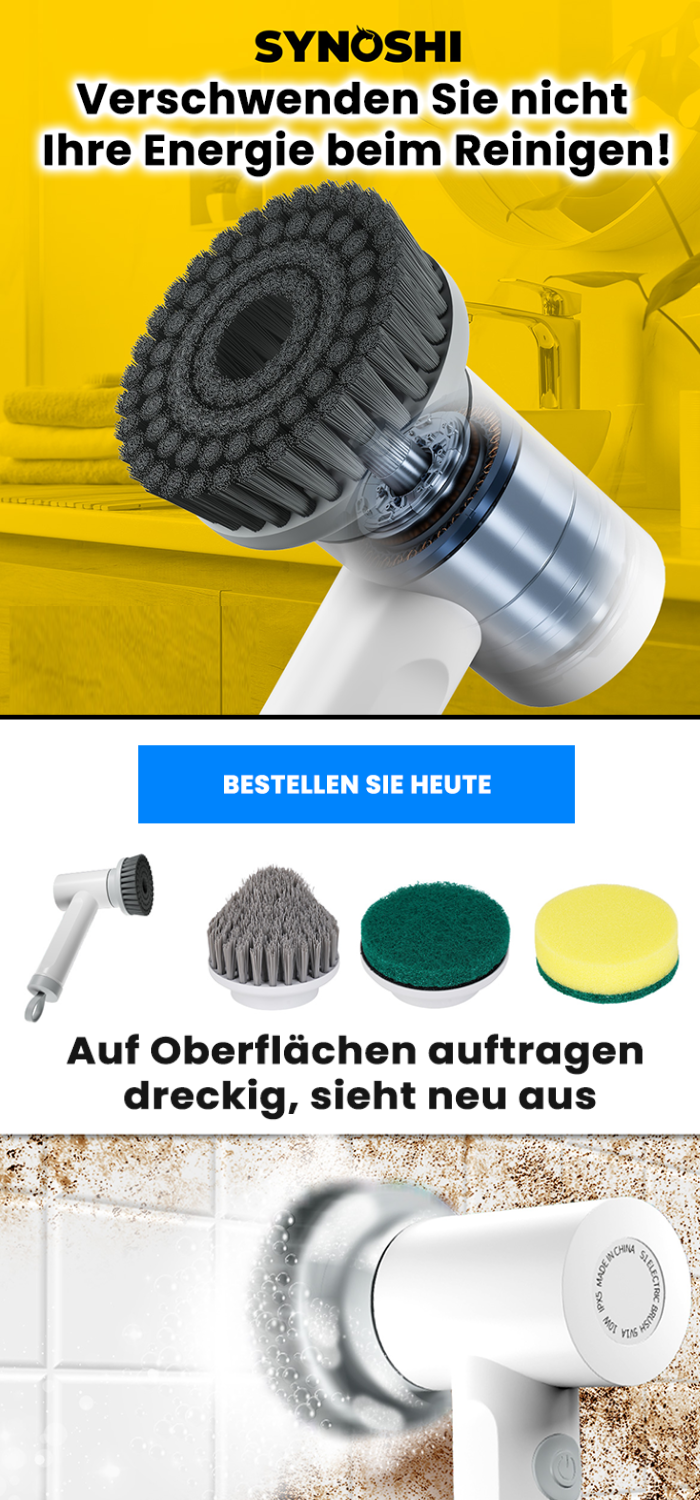 SYNOSHI
Verschwenden Sie nicht
Ihre Energie beim Reinigen!
BESTELLEN SIE HEUTE
Auf Oberflächen auftragen
dreckig, sieht neu aus
MADE IN CHINA S1 ELECTRIC BRUSH 5V1A 10W IPX5